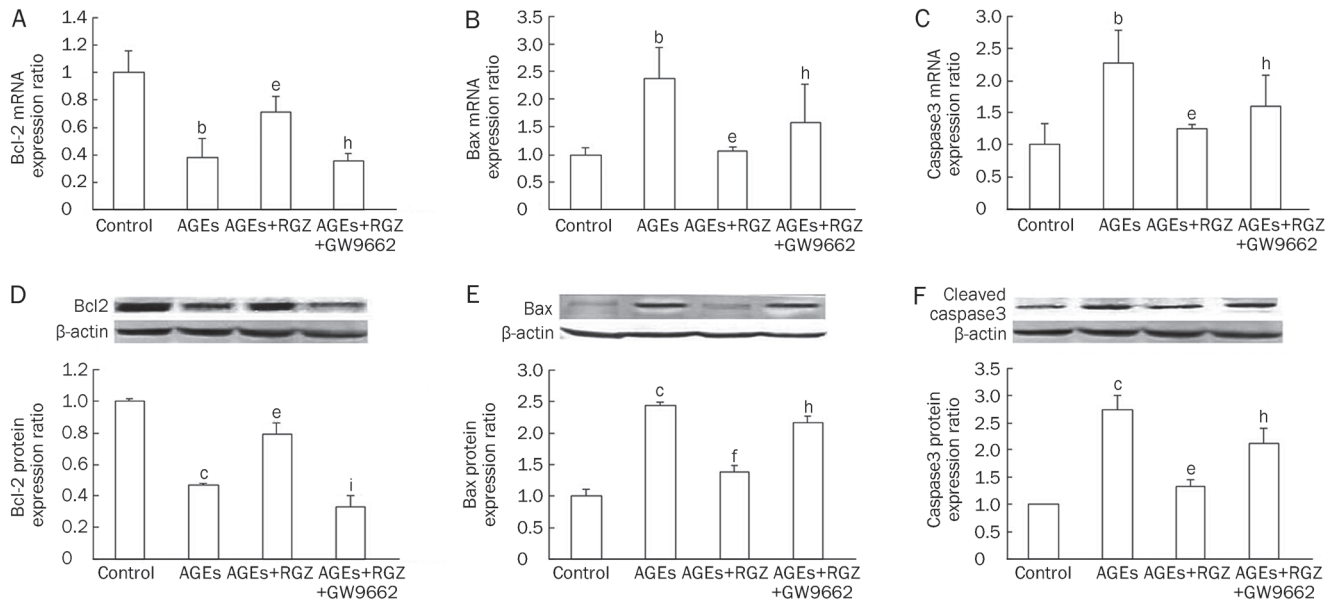 A
Bcl-2 mRNA
expression ratio
1.4
1.2
1.0
0.8
0.6
0.4
0.2
0
b
e
h
Control
AGEs
AGEs+RGZ
AGEs+RGZ
+GW9662
B
Bax mRNA
expression ratio
3.5
3.0
2.5
2.0
1.5
1.0
0.5
0
b
e
h
Control
AGEs
AGEs+RGZ
AGEs+RGZ
+GW9662
C
Caspase3 mRNA
expression ratio
3.0
2.5
2.0
1.5
1.0
0.5
0
b
e
h
Control
AGEs
AGEs+RGZ
AGEs+RGZ
+GW9662
D
Bcl2
β-actin
Bcl-2 protein
expression ratio
1.2
1.0
0.8
0.6
0.4
0.2
0
c
e
i
Control
AGEs
AGEs+RGZ
AGEs+RGZ
+GW9662
E
Bax
β-actin
Bax protein
expression ratio
3.0
2.5
2.0
1.5
1.0
0.5
0
c
f
h
Control
AGEs
AGEs+RGZ
AGEs+RGZ
+GW9662
F
Cleaved
caspase3
β-actin
Caspase3 protein
expression ratio
3.5
3.0
2.5
2.0
1.5
1.0
0.5
0
c
e
h
Control
AGEs
AGEs+RGZ
AGEs+RGZ
+GW9662